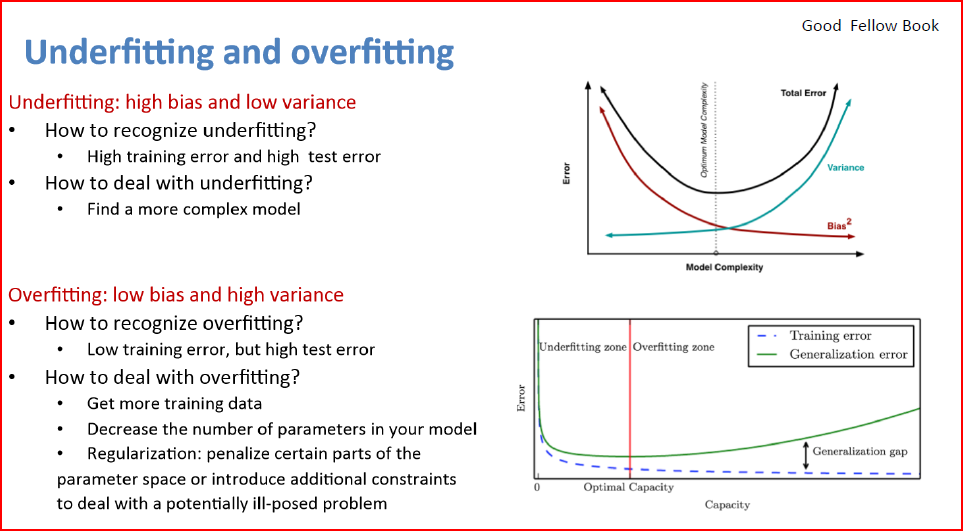 Good Fellow Book
Underfitting and overfitting
Underfitting: high bias and low variance
• How to recognize underfitting?
• High training error and high test error
• How to deal with underfitting?
• Find a more complex model
Overfitting: low bias and high variance
• How to recognize overfitting?
• Low training error, but high test error
• How to deal with overfitting?
• Get more training data
• Decrease the number of parameters in your model
• Regularization: penalize certain parts of the
parameter space or introduce additional constraints
to deal with a potentially ill-posed problem
Total Error
Optimum Model Complexity
Variance
Error
Bias²
Model Complexity
Training error
Generalization error
Underfitting zone
Overfitting zone
Error
Generalization gap
0
Optimal Capacity
Capacity